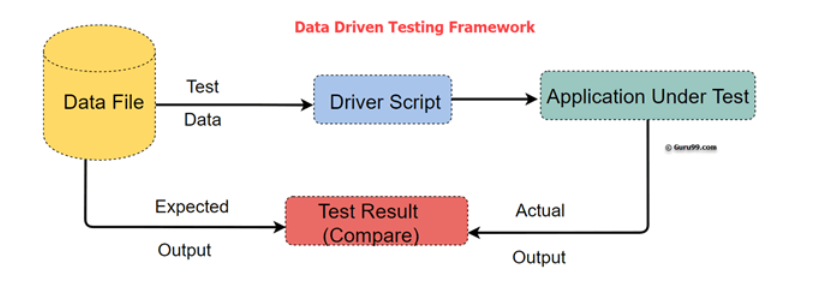 Data Driven Testing Framework
Data File
Test
Data
Driver Script
Application Under Test
© Guru99.com
Expected
Output
Test Result
(Compare)
Actual
Output